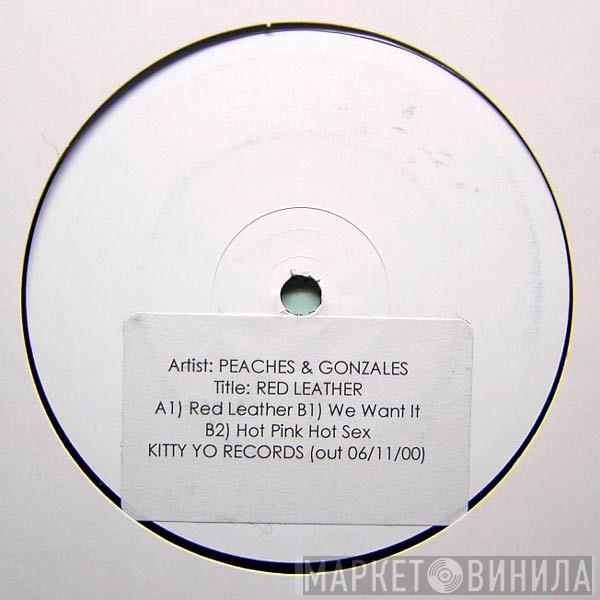 Artist: PEACHES & GONZALES
Title: RED LEATHER
A1) Red Leather B1) We Want It
B2) Hot Pink Hot Sex
KITTY YO RECORDS (out 06/11/00)
МАРКЕТ ВИНИЛА